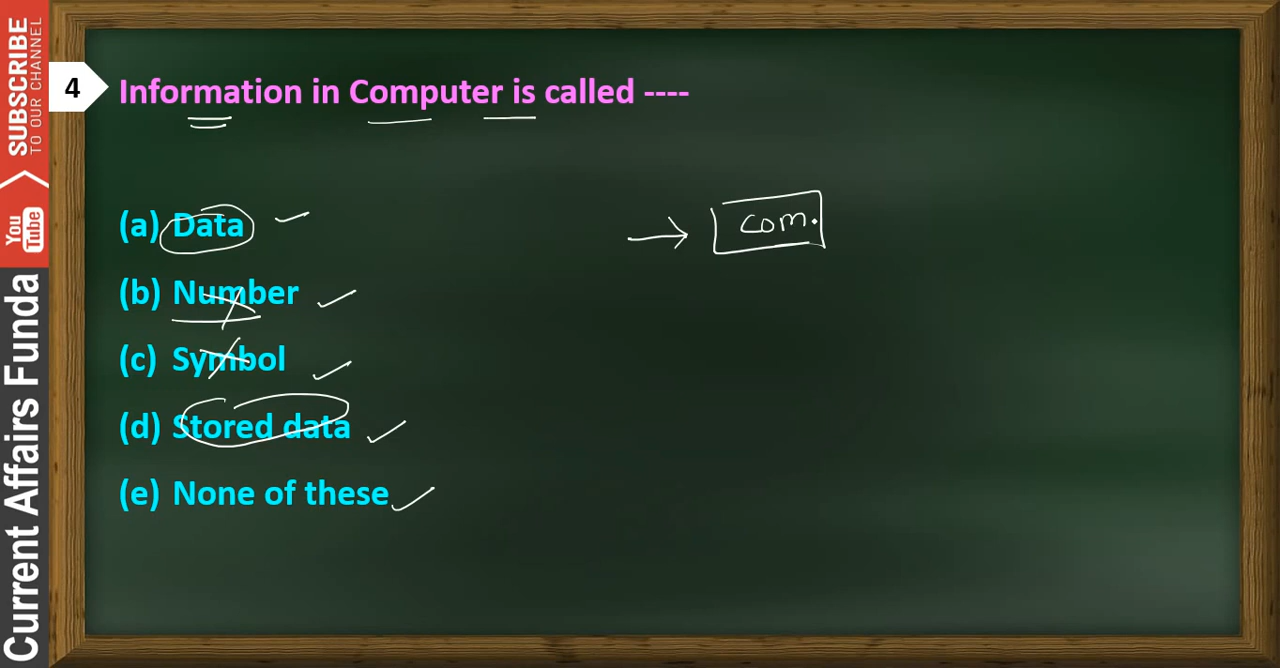 SUBSCRIBE
TO OUR CHANNEL
You
Tube
Current Affairs Funda
4
Information in Computer is called ----
(a) Data
(b) Number
(c) Symbol
(d) Stored data
(e) None of these
com.